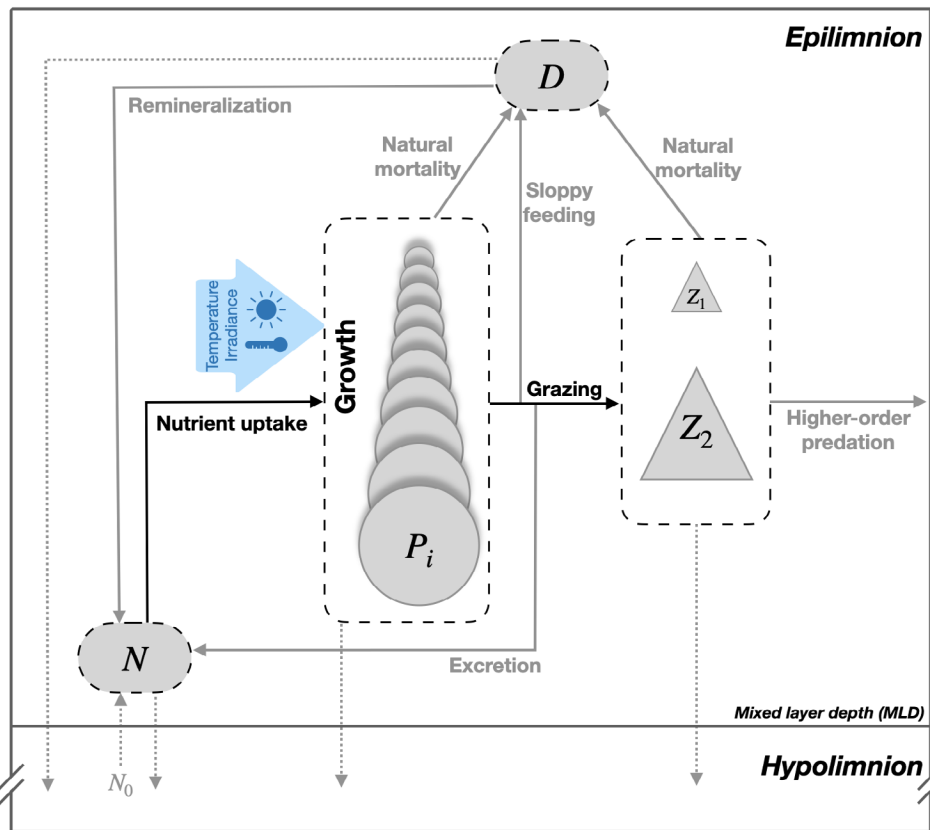 Epilimnion
D
Remineralization
Natural
mortality
Natural
mortality
Sloppy
feeding
Temperature
Irradiance
Growth
Z1
Grazing
Nutrient uptake
Z2
Higher-order
predation
Pi
N
Excretion
Mixed layer depth (MLD)
N0
Hypolimnion